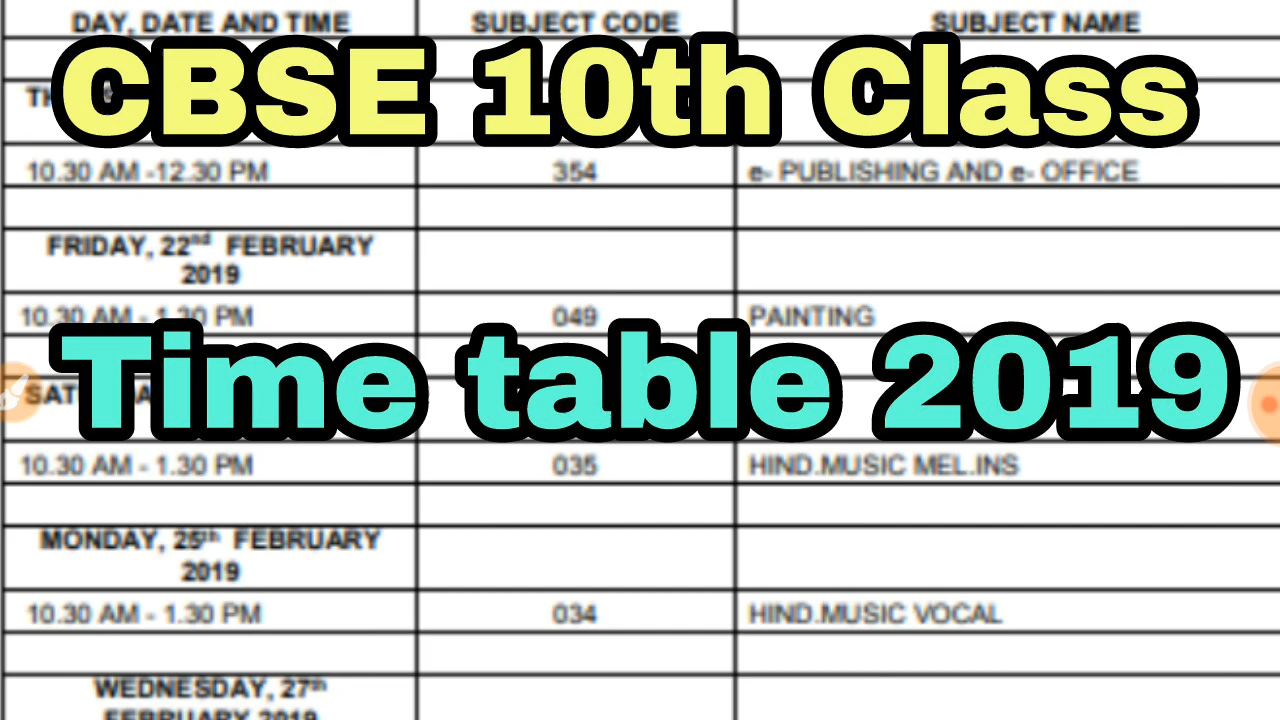 DAY, DATE AND TIME SUBJECT CODE SUBJECT NAME
CBSE 10th Class
10.30 AM -12.30 PM 354 e- PUBLISHING AND e- OFFICE
FRIDAY, 22nd FEBRUARY
2019
10.30 AM - 1.30 PM 049 PAINTING
Time table 2019
10.30 AM - 1.30 PM 035 HIND.MUSIC MEL.INS
MONDAY, 25th FEBRUARY
2019
10.30 AM - 1.30 PM 034 HIND.MUSIC VOCAL
WEDNESDAY, 27th
FEBRUARY 2019